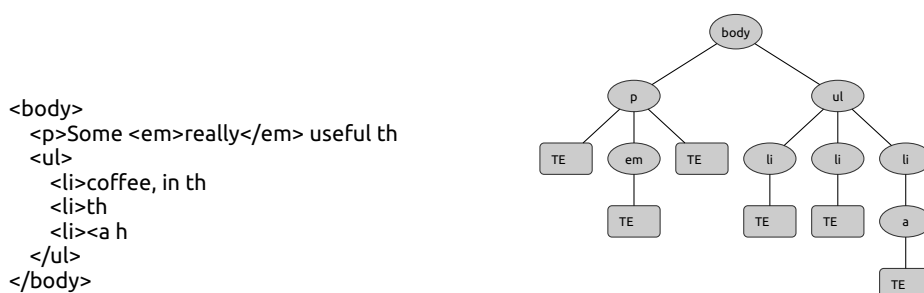 <body>
<p>Some <em>really</em> useful th
<ul>
<li>coffee, in th
<li>th
<li><a h
</ul>
</body>
body
p ul
TE em TE li li li
TE TE TE a
TE